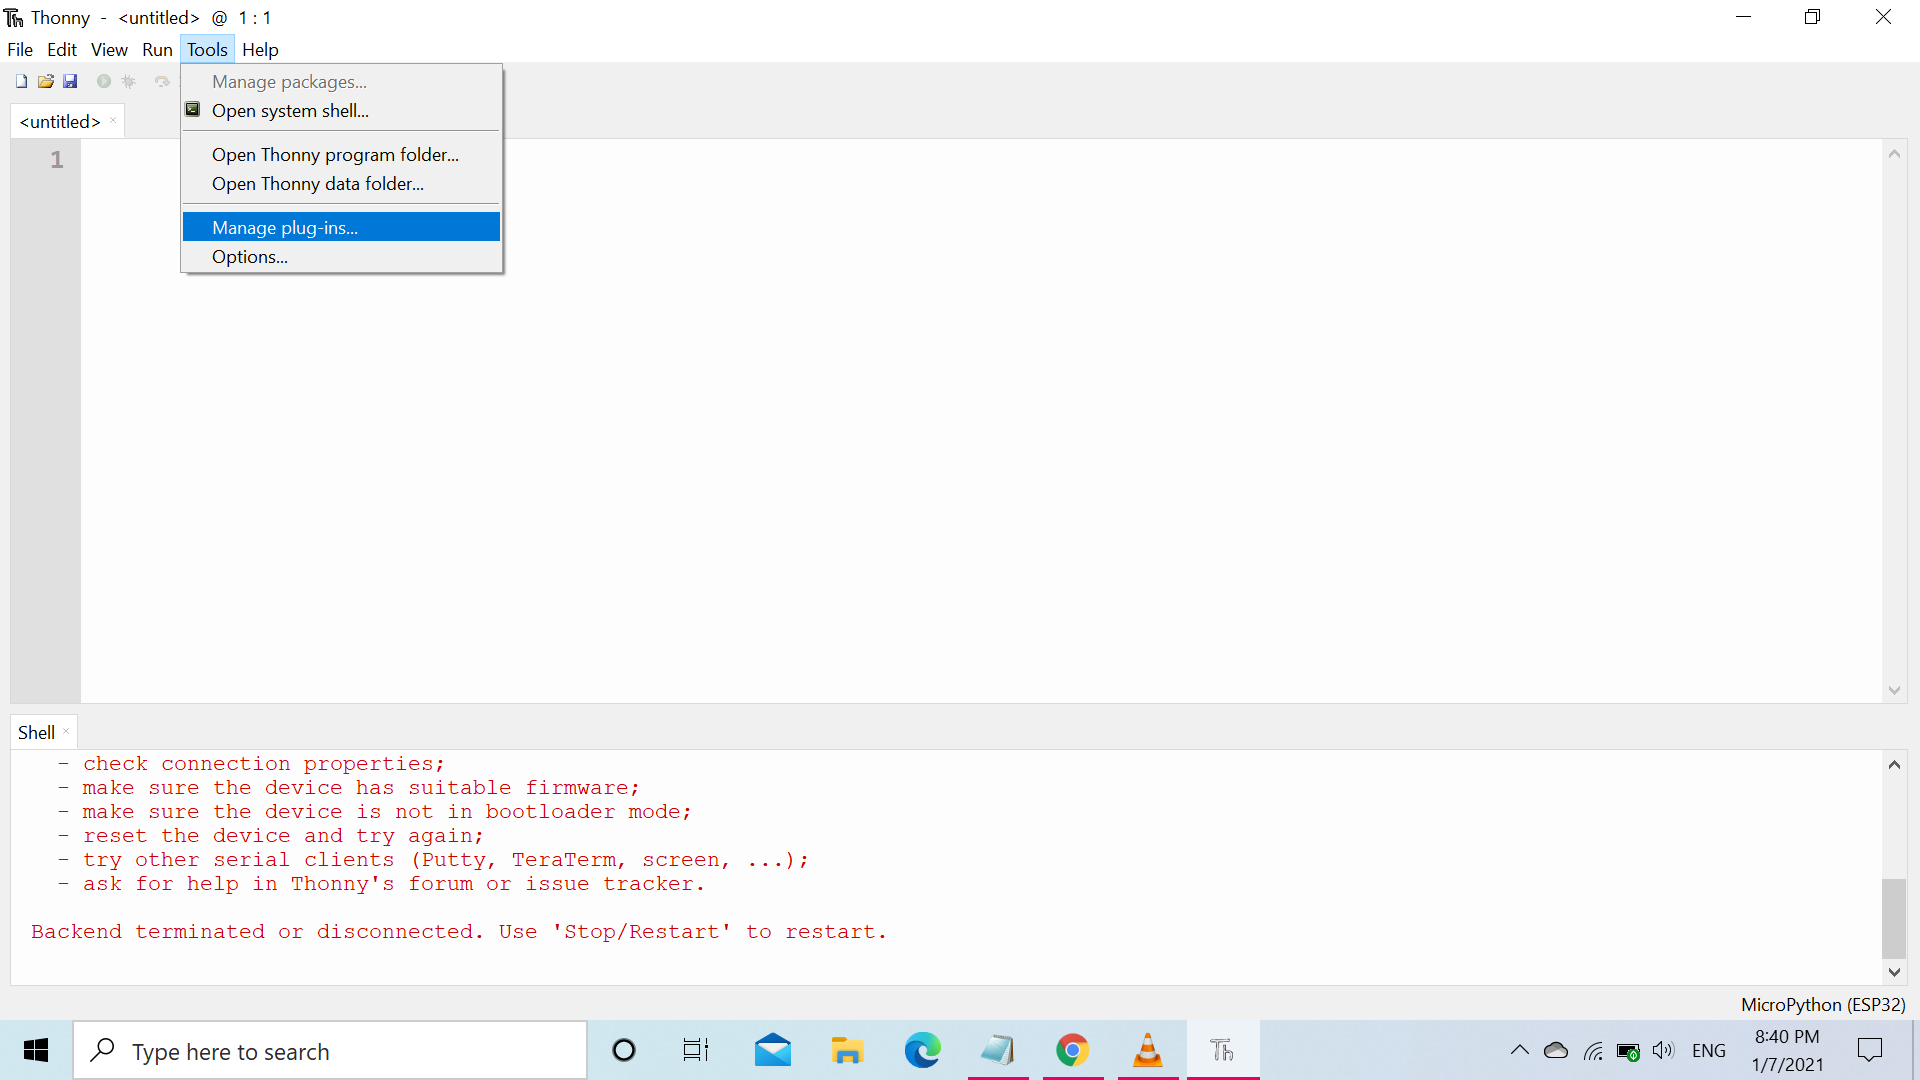 Thonny - <untitled> @ 1 : 1
File Edit View Run Tools Help
Manage packages...
Open system shell...
<untitled>
Open Thonny program folder...
1
Open Thonny data folder...
Manage plug-ins...
Options...
Shell
- check connection properties;
- make sure the device has suitable firmware;
- make sure the device is not in bootloader mode;
- reset the device and try again;
- try other serial clients (Putty, TeraTerm, screen, ...);
- ask for help in Thonny's forum or issue tracker.
Backend terminated or disconnected. Use 'Stop/Restart' to restart.
MicroPython (ESP32)
Type here to search
Th
ENG
8:40 PM
1/7/2021